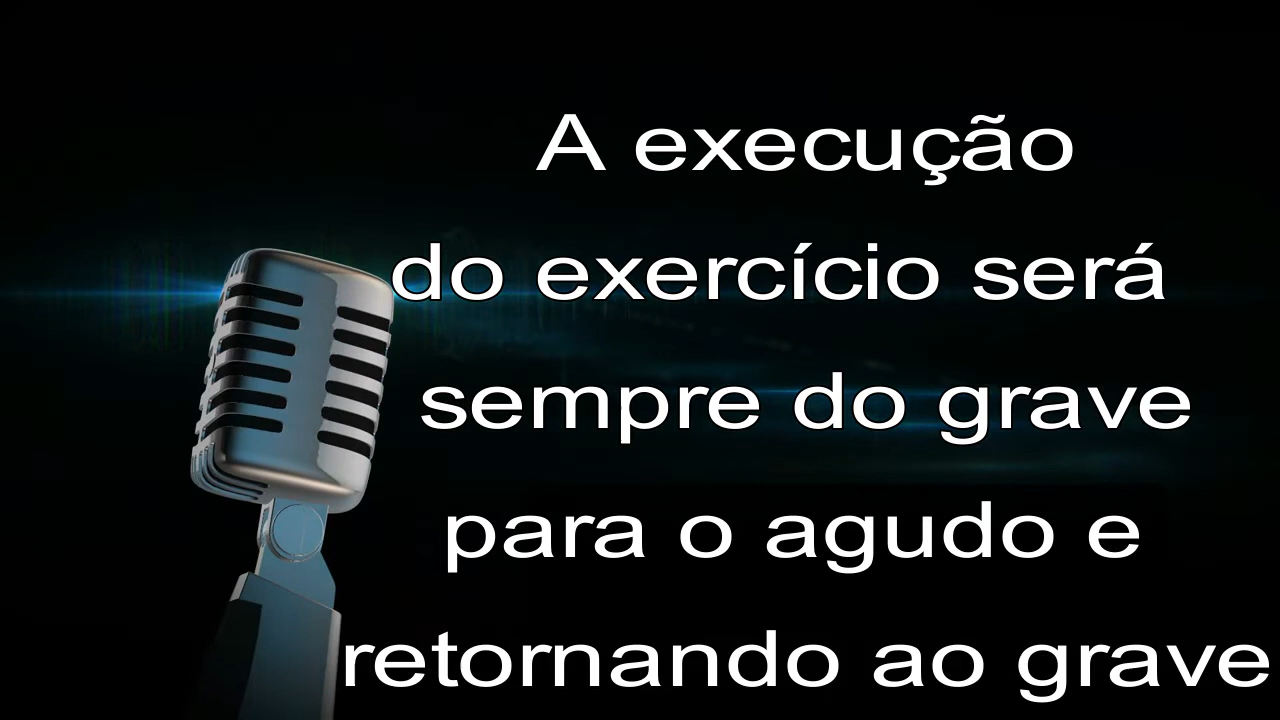 A execução
do exercício será
sempre do grave
para o agudo e
retornando ao grave